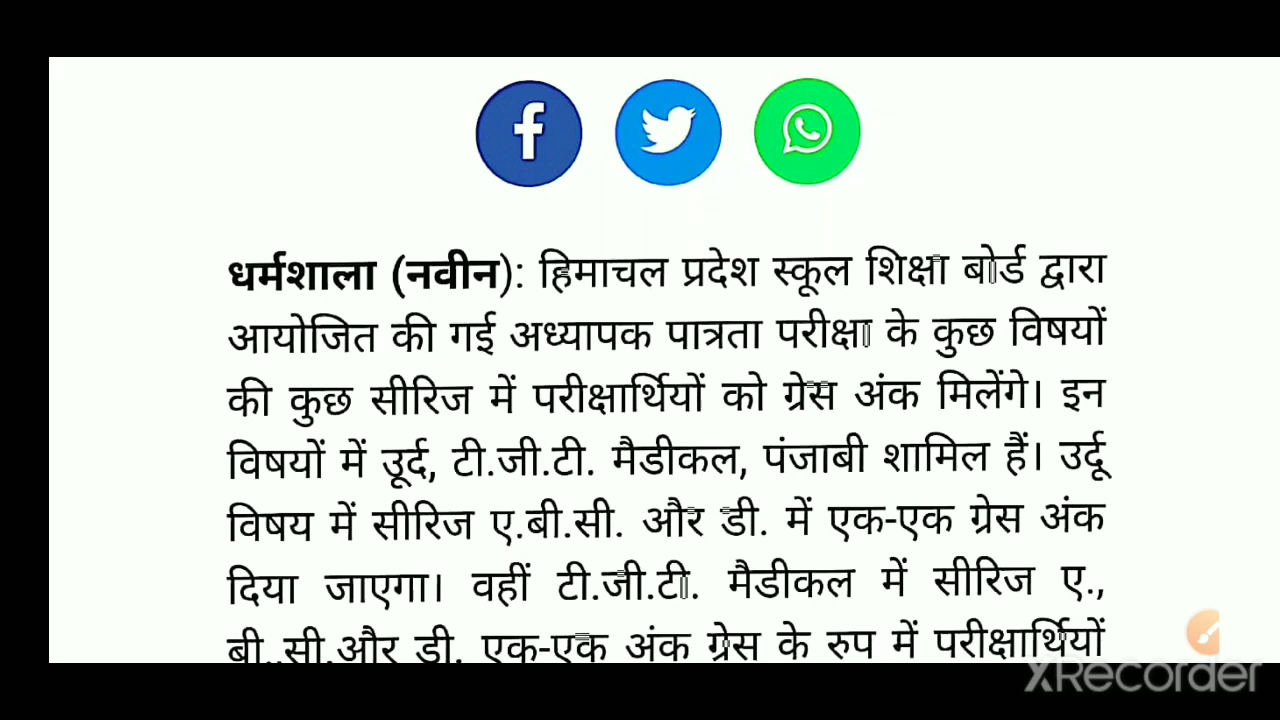 धर्मशाला (नवीन): हिमाचल प्रदेश स्कूल शिक्षा बोर्ड द्वारा
आयोजित की गई अध्यापक पात्रता परीक्षा के कुछ विषयों
की कुछ सीरिज में परीक्षार्थियों को ग्रेस अंक मिलेंगे। इन
विषयों में उूर्द, टी.जी.टी. मैडीकल, पंजाबी शामिल हैं। उर्दू
विषय में सीरिज ए.बी.सी. और डी. में एक-एक ग्रेस अंक
दिया जाएगा। वहीं टी.जी.टी. मैडीकल में सीरिज ए.,
बी..सी.और डी. एक-एक अंक ग्रेस के रुप में परीक्षार्थियों
XRecorder